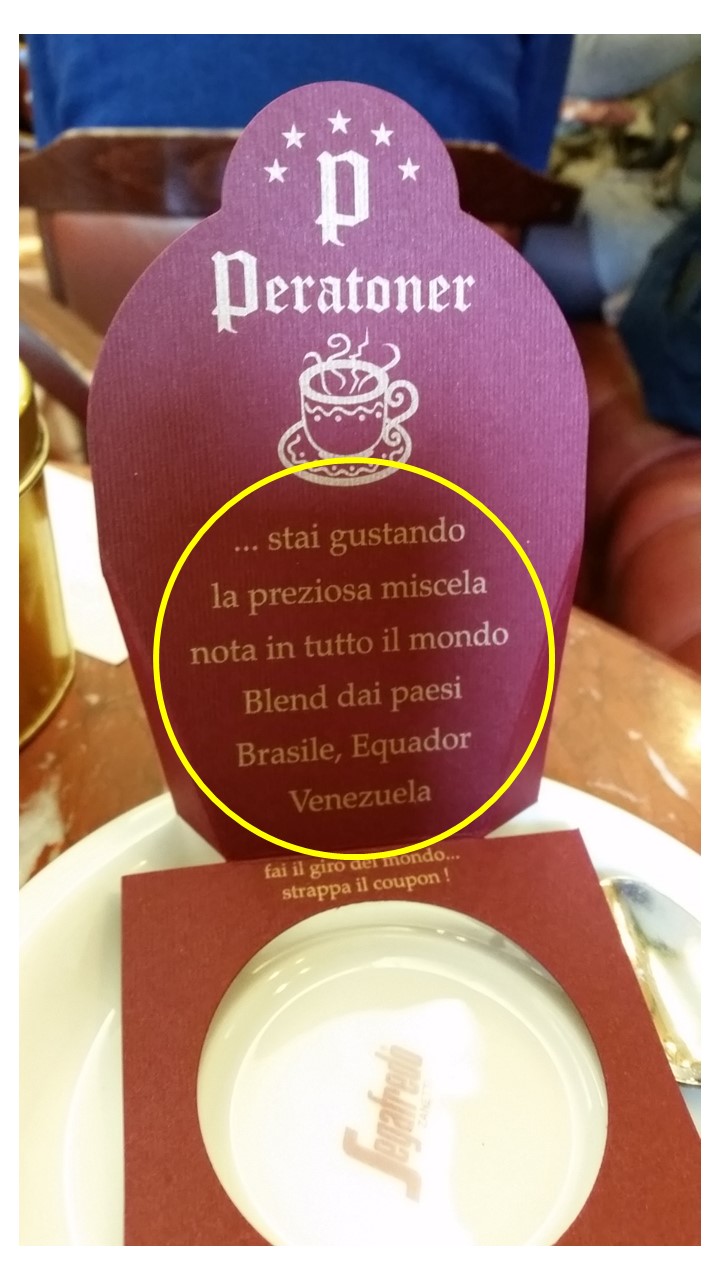 P
Peratoner
... stai gustando
la preziosa miscela
nota in tutto il mondo
Blend dai paesi
Brasile, Equador
Venezuela
fai il giro del mondo...
strappa il coupon !
Segafredo